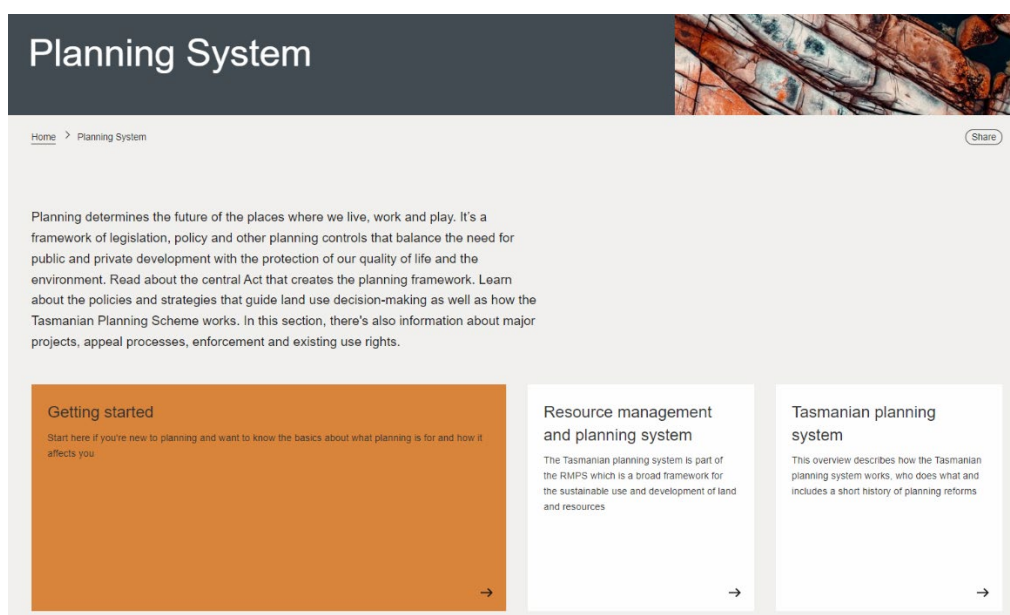 Planning System
Home > Planning System
Share
Planning determines the future of the places where we live, work and play. It's a
framework of legislation, policy and other planning controls that balance the need for
public and private development with the protection of our quality of life and the
environment. Read about the central Act that creates the planning framework. Learn
about the policies and strategies that guide land use decision-making as well as how the
Tasmanian Planning Scheme works. In this section, there's also information about major
projects, appeal processes, enforcement and existing use rights.
Getting started
Start here if you're new to planning and want to know the basics about what planning is for and how it
affects you
Resource management
and planning system
The Tasmanian planning system is part of
the RMPS which is a broad framework for
the sustainable use and development of land
and resources
Tasmanian planning
system
This overview describes how the Tasmanian
planning system works, who does what and
includes a short history of planning reforms